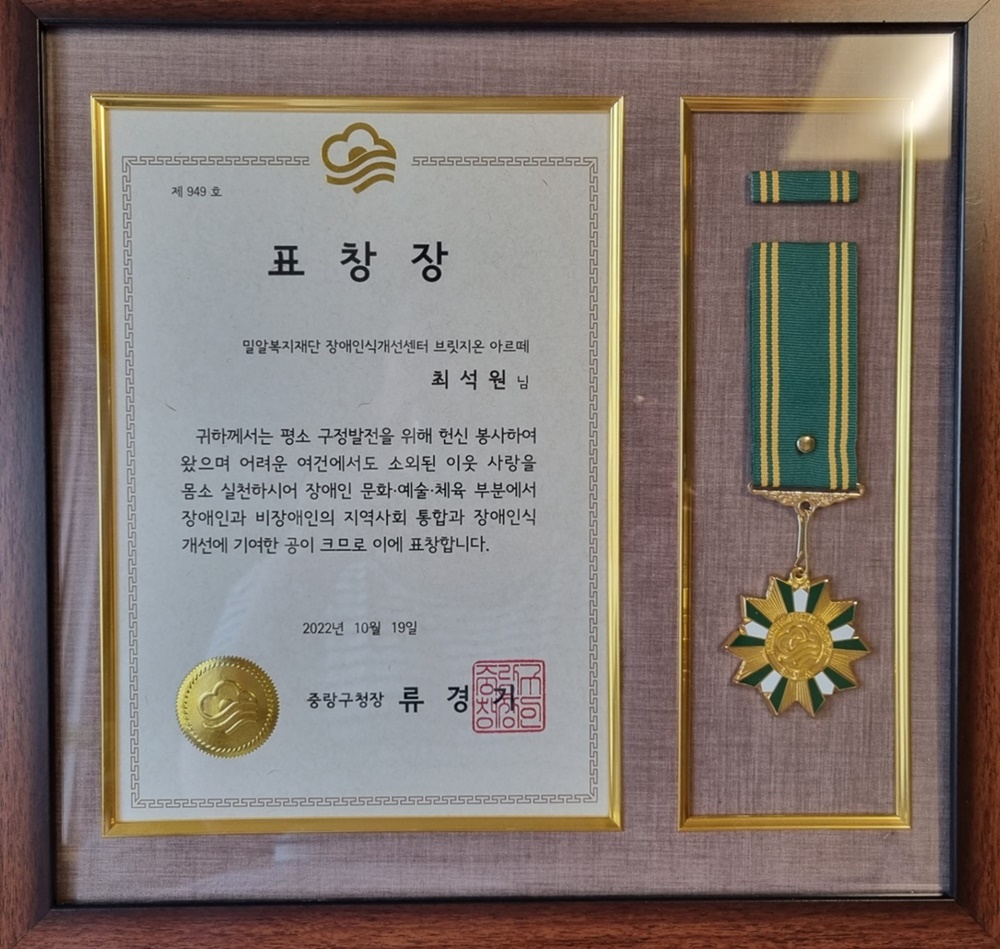 제 949 호
표 창 장
밀알복지재단 장애인식개선센터 브릿지온 아르떼
최 석 원 님
귀하께서는 평소 구정발전을 위해 헌신 봉사하여
왔으며 어려운 여건에서도 소외된 이웃 사랑을
몸소 실천하시어 장애인 문화·예술·체육 부분에서
장애인과 비장애인의 지역사회 통합과 장애인식
개선에 기여한 공이 크므로 이에 표창합니다.
2022년 10월 19일
중랑구청장 류 경 기
중랑구
청장인